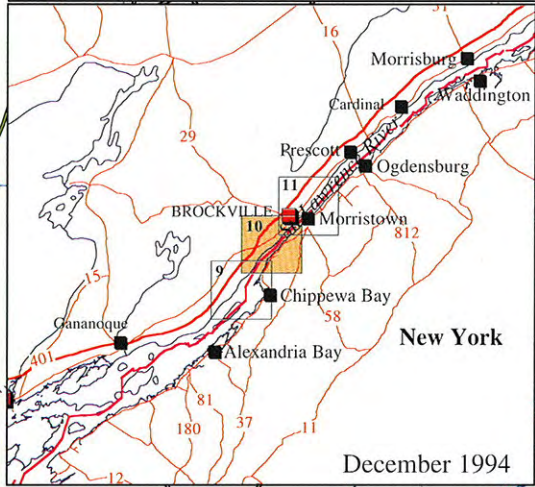 16
31
Morrisburg
Waddington
Cardinal
29
Prescott
Lawrence River
Ogdensburg
11
BROCKVILLE
Morristown
10
812
9
15
Chippewa Bay
58
Gananoque
New York
401
Alexandria Bay
81
37
11
180
12
December 1994